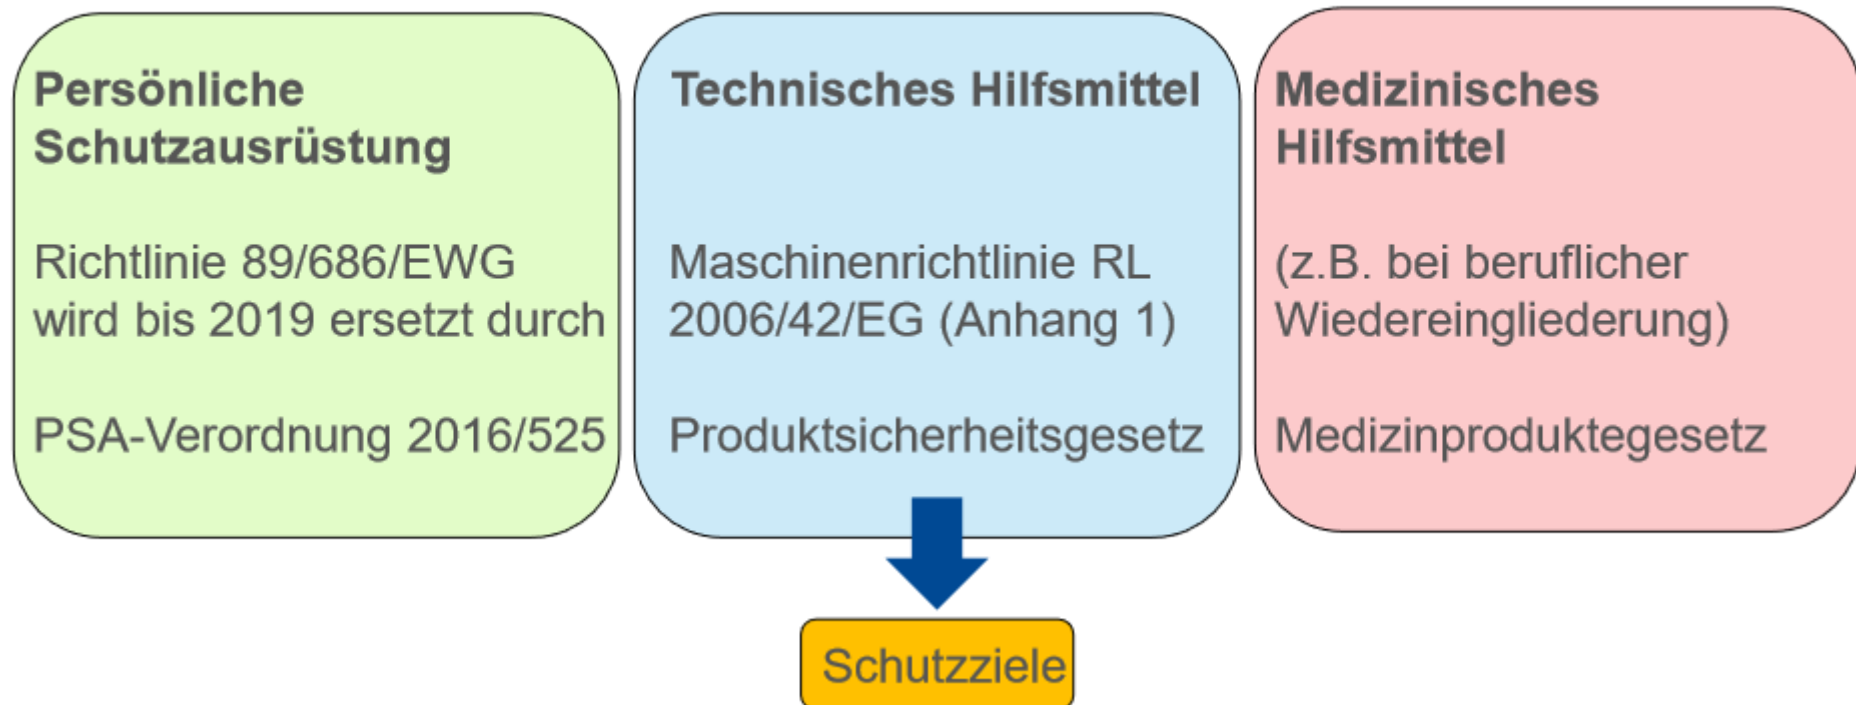 Persönliche
Schutzausrüstung
Richtlinie 89/686/EWG
wird bis 2019 ersetzt durch
PSA-Verordnung 2016/525
Technisches Hilfsmittel
Maschinenrichtlinie RL
2006/42/EG (Anhang 1)
Produktsicherheitsgesetz
Medizinisches
Hilfsmittel
(z.B. bei beruflicher
Wiedereingliederung)
Medizinproduktegesetz
Schutzziele